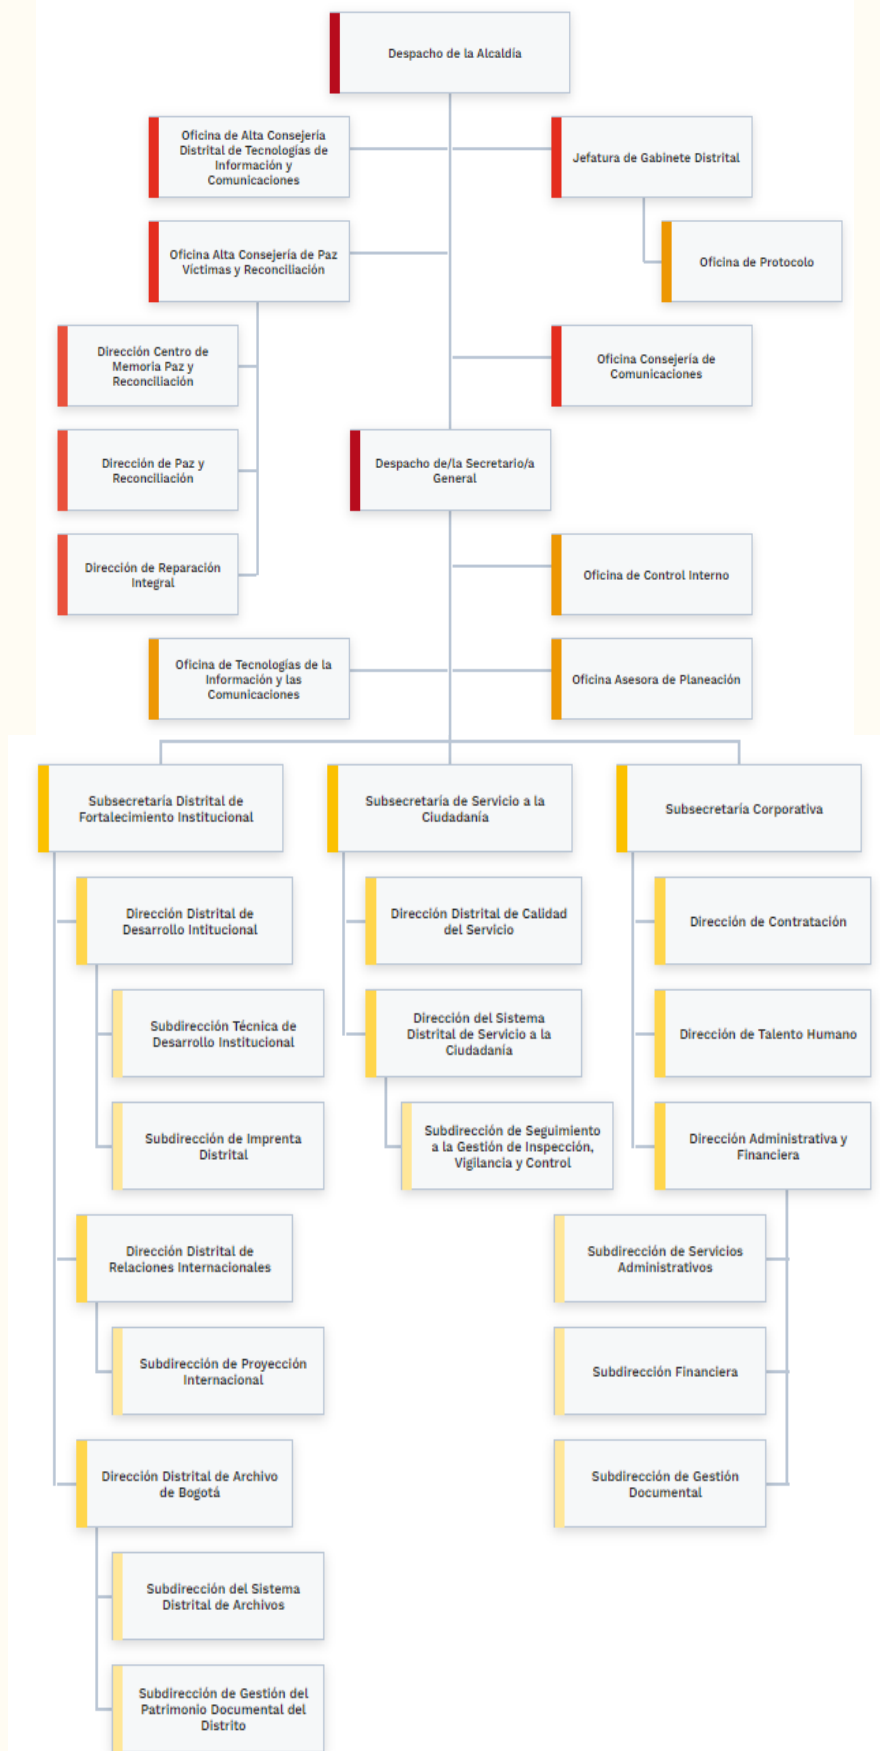 Despacho de la Alcaldía
Oficina de Alta Consejería
Distrital de Tecnologías de
Información y
Comunicaciones
Jefatura de Gabinete Distrital
Oficina Alta Consejería de Paz
Víctimas y Reconciliación
Oficina de Protocolo
Dirección Centro de
Memoria Paz y
Reconciliación
Oficina Consejería de
Comunicaciones
Dirección de Paz y
Reconciliación
Despacho de/la Secretario/a
General
Dirección de Reparación
Integral
Oficina de Control Interno
Oficina de Tecnologías de la
Información y las
Comunicaciones
Oficina Asesora de Planeación
Subsecretaría Distrital de
Fortalecimiento Institucional
Subsecretaría de Servicio a la
Ciudadanía
Subsecretaría Corporativa
Dirección Distrital de
Desarrollo Intitucional
Dirección Distrital de Calidad
del Servicio
Dirección de Contratación
Subdirección Técnica de
Desarrollo Institucional
Dirección del Sistema
Distrital de Servicio a la
Ciudadanía
Dirección de Talento Humano
Subdirección de Imprenta
Distrital
Subdirección de Seguimiento
a la Gestión de Inspección,
Vigilancia y Control
Dirección Administrativa y
Financiera
Dirección Distrital de
Relaciones Internacionales
Subdirección de Servicios
Administrativos
Subdirección de Proyección
Internacional
Subdirección Financiera
Dirección Distrital de Archivo
de Bogotá
Subdirección de Gestión
Documental
Subdirección del Sistema
Distrital de Archivos
Subdirección de Gestión del
Patrimonio Documental del
Distrito